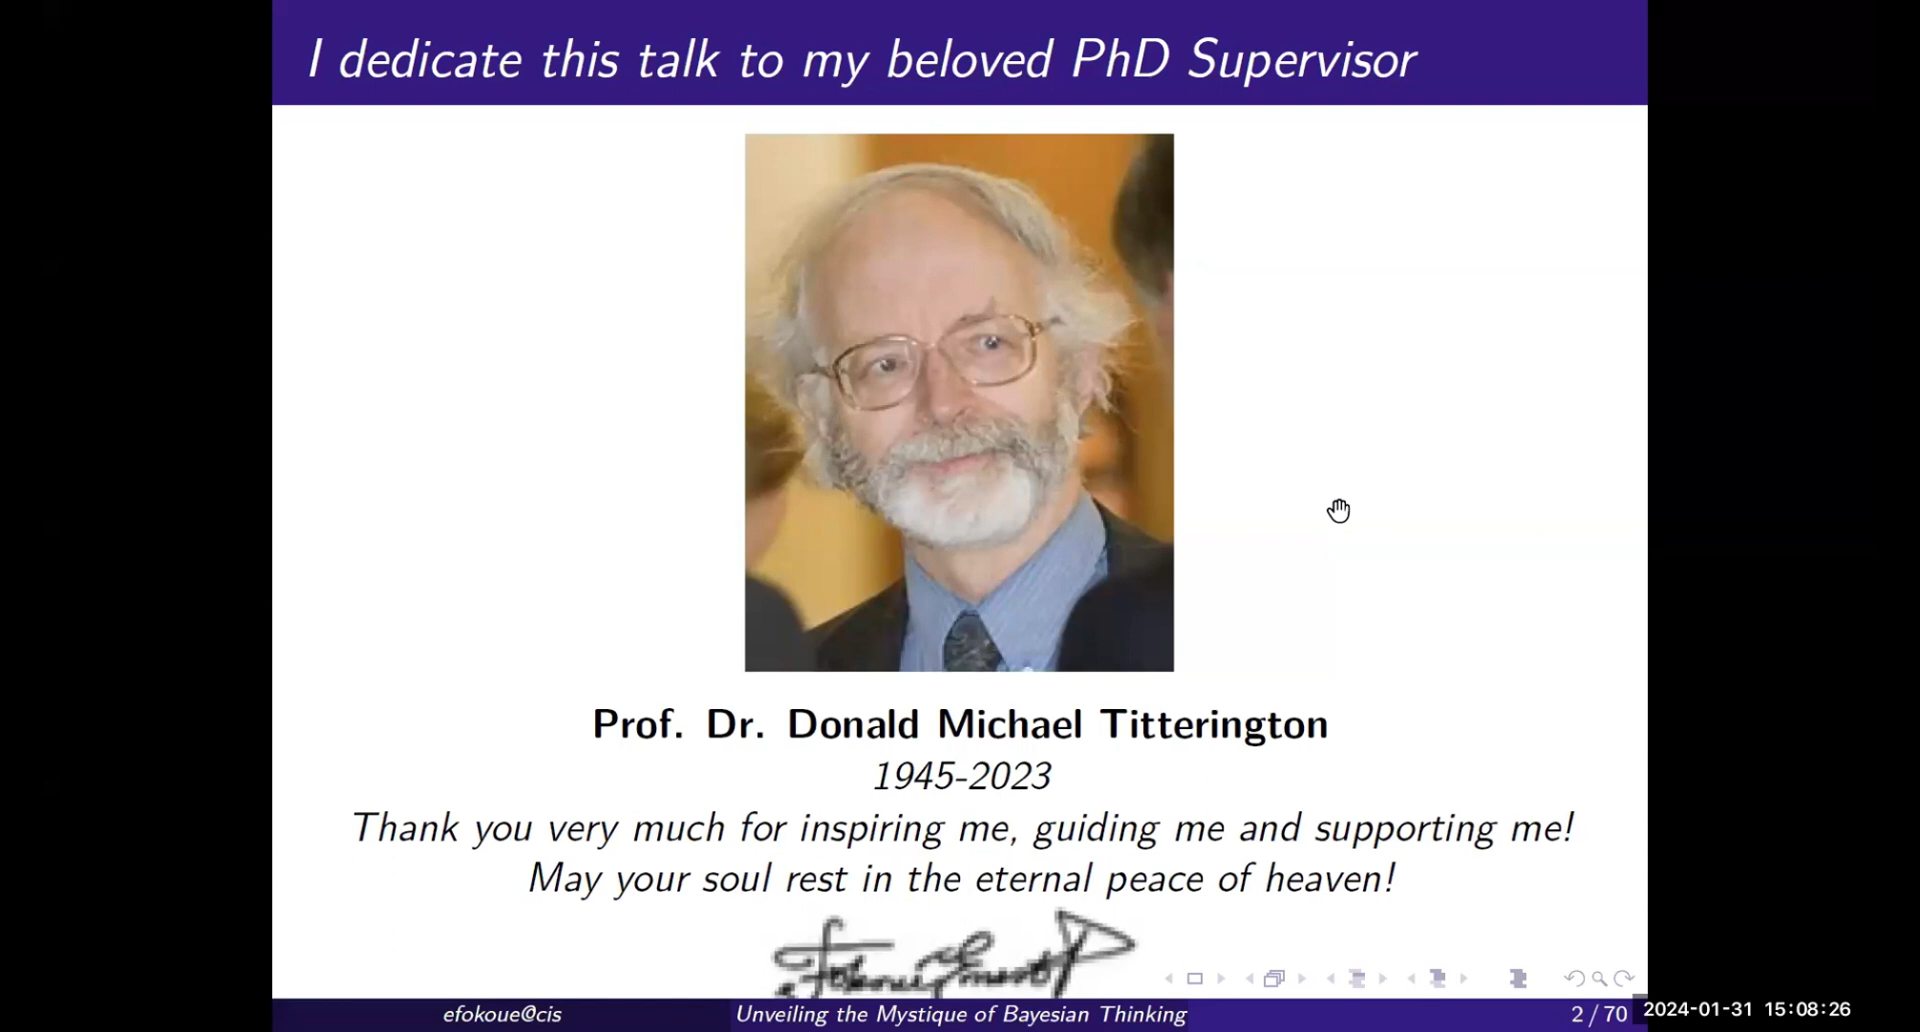 I dedicate this talk to my beloved PhD Supervisor
Prof. Dr. Donald Michael Titterington
1945-2023
Thank you very much for inspiring me, guiding me and supporting me!
May your soul rest in the eternal peace of heaven!
efokoue@cis Unveiling the Mystique of Bayesian Thinking 2 / 70 2024-01-31 15:08:26